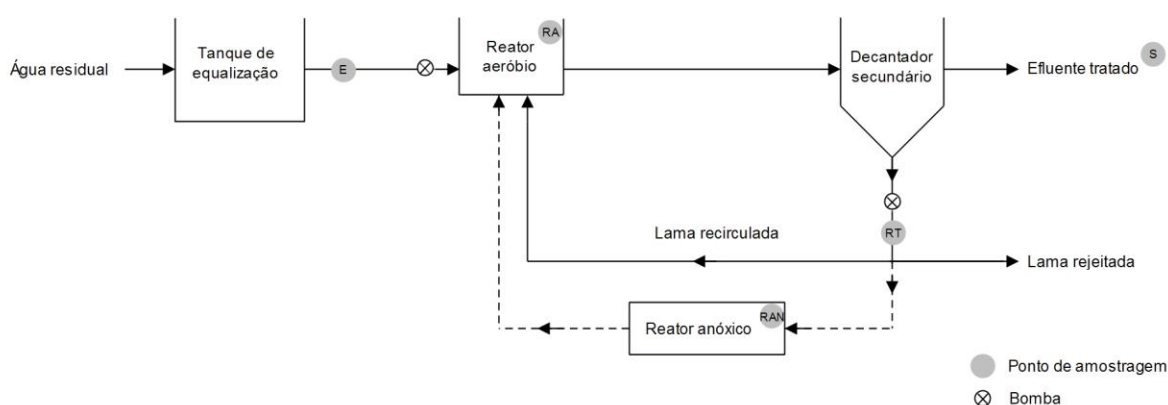 Água residual
Tanque de
equalização
E
Reator
aeróbio
RA
Decantador
secundário
Efluente tratado
S
RT
Lama recirculada
Lama rejeitada
Reator anóxico
RAN
Ponto de amostragem
Bomba